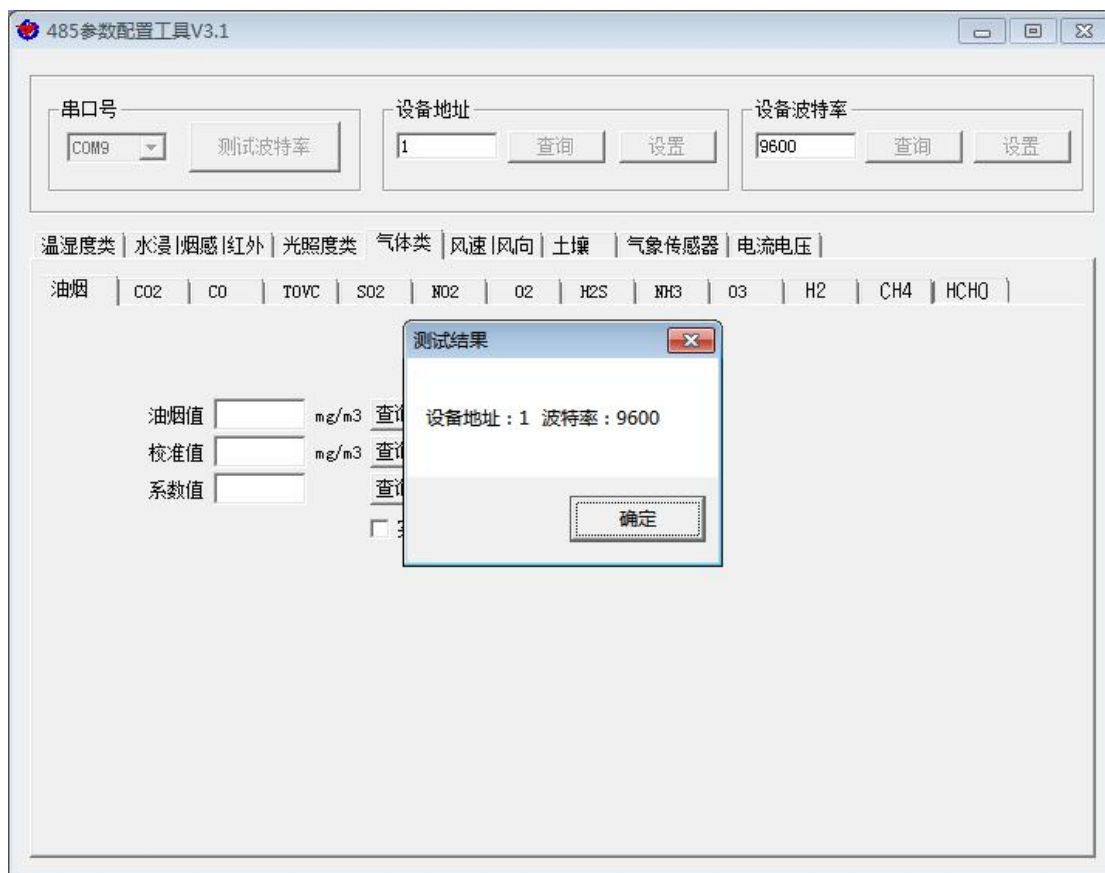 485参数配置工具V3.1
串口号 设备地址 设备波特率
COM9 测试波特率 1 查询 设置 9600 查询 设置
温湿度类 水浸|烟感|红外 光照度类 气体类 风速|风向 土壤 气象传感器 电流电压
油烟 CO2 CO TOVC SO2 NO2 O2 H2S NH3 O3 H2 CH4 HCHO
测试结果
设备地址：1 波特率：9600
确定
油烟值 mg/m3 查询
校准值 mg/m3 查询
系数值 查询